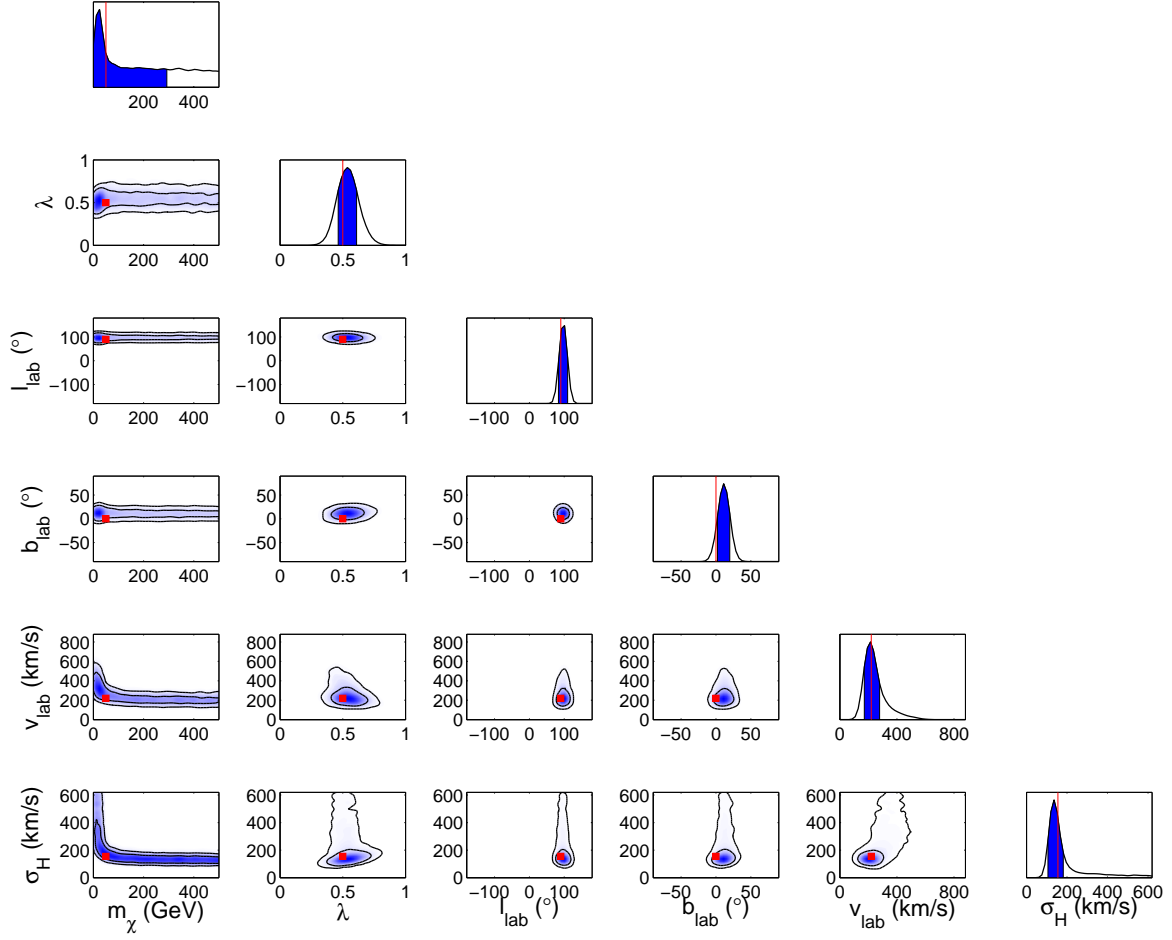 200 400
1
0.5
0
λ
0 200 400
0 0.5 1
100
0
−100
l_lab (°)
0 200 400
0 0.5 1
−100 0 100
50
0
−50
b_lab (°)
0 200 400
0 0.5 1
−100 0 100
−50 0 50
800
600
400
200
0
v_lab (km/s)
0 200 400
0 0.5 1
−100 0 100
−50 0 50
0 400 800
600
400
200
0
σ_H (km/s)
0 200 400
0 0.5 1
−100 0 100
−50 0 50
0 400 800
0 200 400 600
m_χ (GeV)
λ
l_lab (°)
b_lab (°)
v_lab (km/s)
σ_H (km/s)